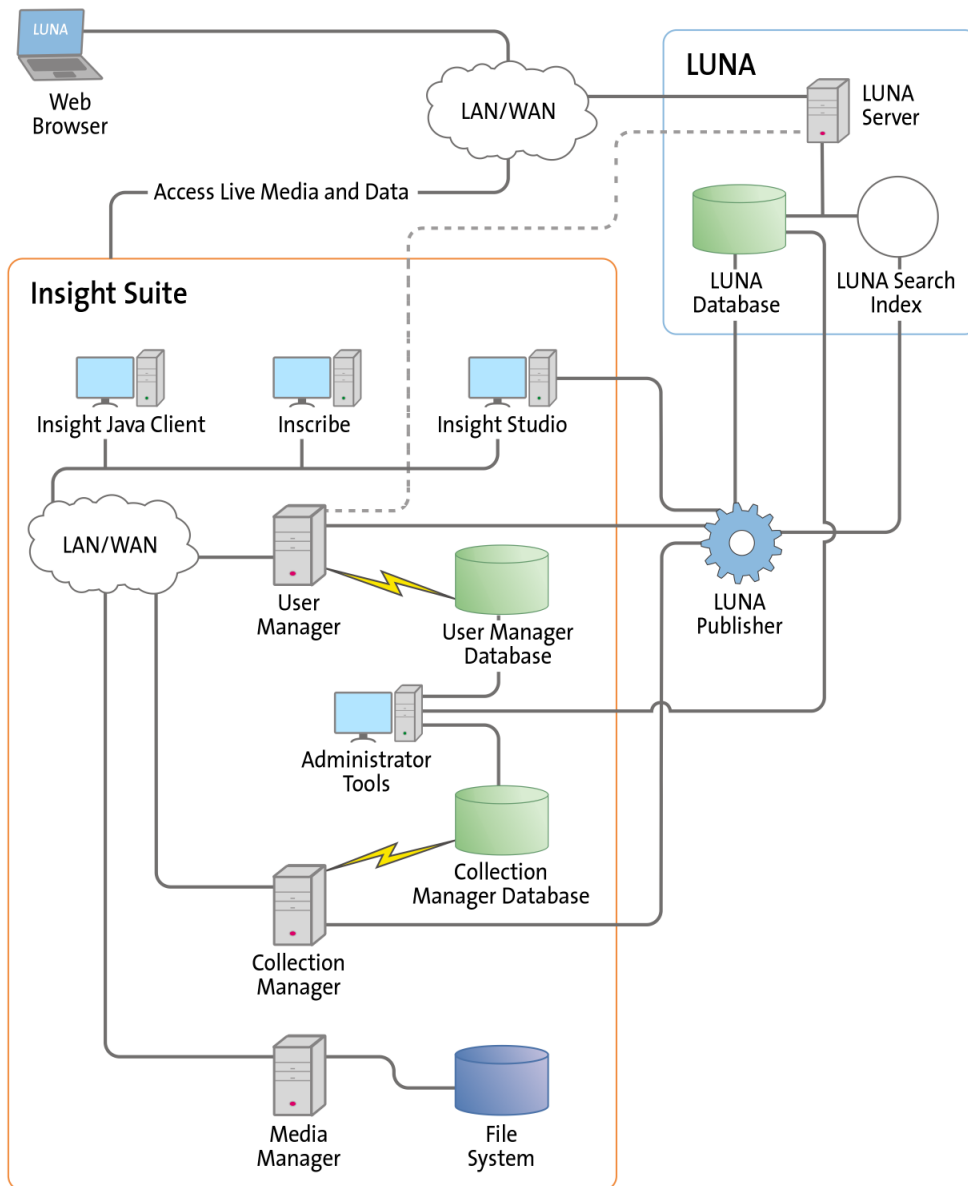 LUNA
Web
Browser
LAN/WAN
LUNA
LUNA
Server
Access Live Media and Data
LUNA
Database
LUNA Search
Index
Insight Suite
Insight Java Client
Inscribe
Insight Studio
LAN/WAN
User
Manager
User Manager
Database
LUNA
Publisher
Administrator
Tools
Collection
Manager Database
Collection
Manager
Media
Manager
File
System